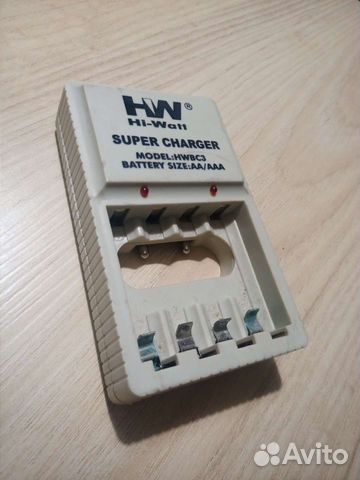 HW®
Hi-Watt
SUPER CHARGER
MODEL:HWBC3
BATTERY SIZE:AA/AAA
Avito